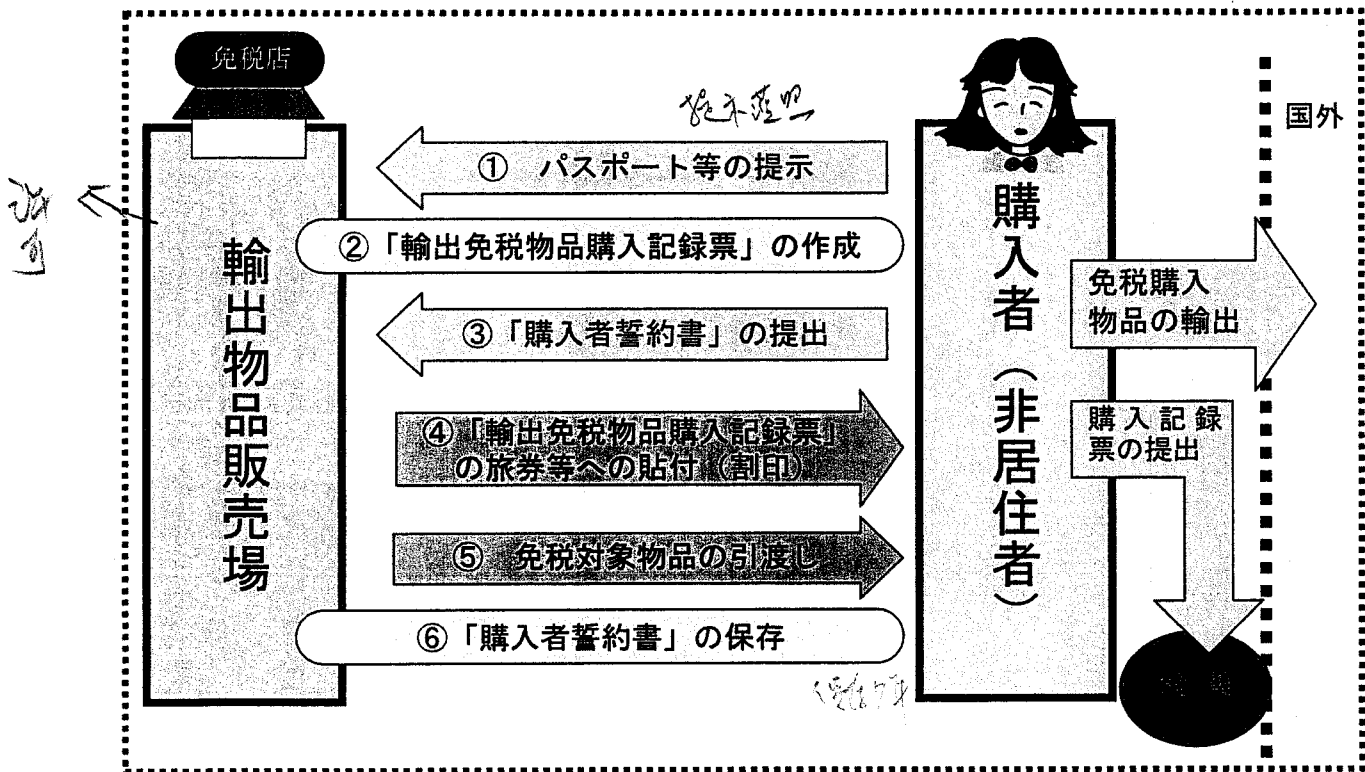 免税店
国外
提示護照
① パスポート等の提示
② 「輸出免税物品購入記録票」の作成
③ 「購入者誓約書」の提出
④ 「輸出免税物品購入記録票」
の旅券等への貼付（割印）
⑤ 免税対象物品の引渡し
⑥ 「購入者誓約書」の保存
輸出物品販売場
購入者（非居住者）
免税購入
物品の輸出
購入記録
票の提出